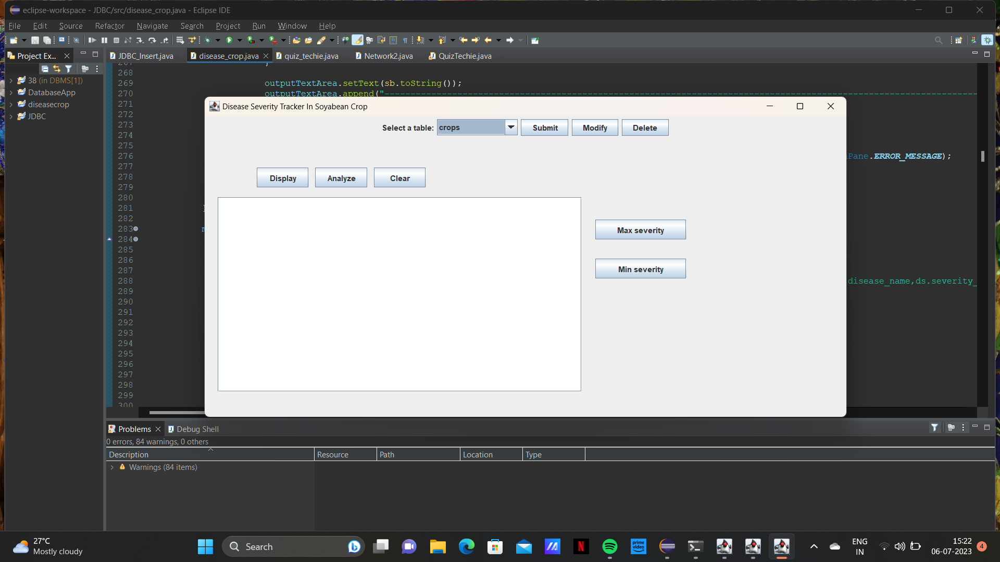 eclipse-workspace - JDBC/src/disease_crop.java - Eclipse IDE
File Edit Source Refactor Navigate Search Project Run Window Help
Project Ex... JDBC_Insert.java disease_crop.java quiz_techie.java Network2.java QuizTechie.java
38 (in DBMS[1])
DatabaseApp
diseasecrop
JDBC
267 }
268
269 outputTextArea.setText(sb.toString());
270 outputTextArea.append("------------------------------------------------------------
271
272
273
274
275
276 Pane.ERROR_MESSAGE);
277
278
279
280
281
282
283
284
285
286
287
288 disease_name,ds.severity_
289
290
291
292
293
294
295
296
297
298
299
300
Disease Severity Tracker In Soyabean Crop
Select a table: crops Submit Modify Delete
Display Analyze Clear
Max severity
Min severity
Problems Debug Shell
0 errors, 84 warnings, 0 others
Description Resource Path Location Type
Warnings (84 items)
27°C
Mostly cloudy
Search
prime video
N
ENG
IN
15:22
06-07-2023
4